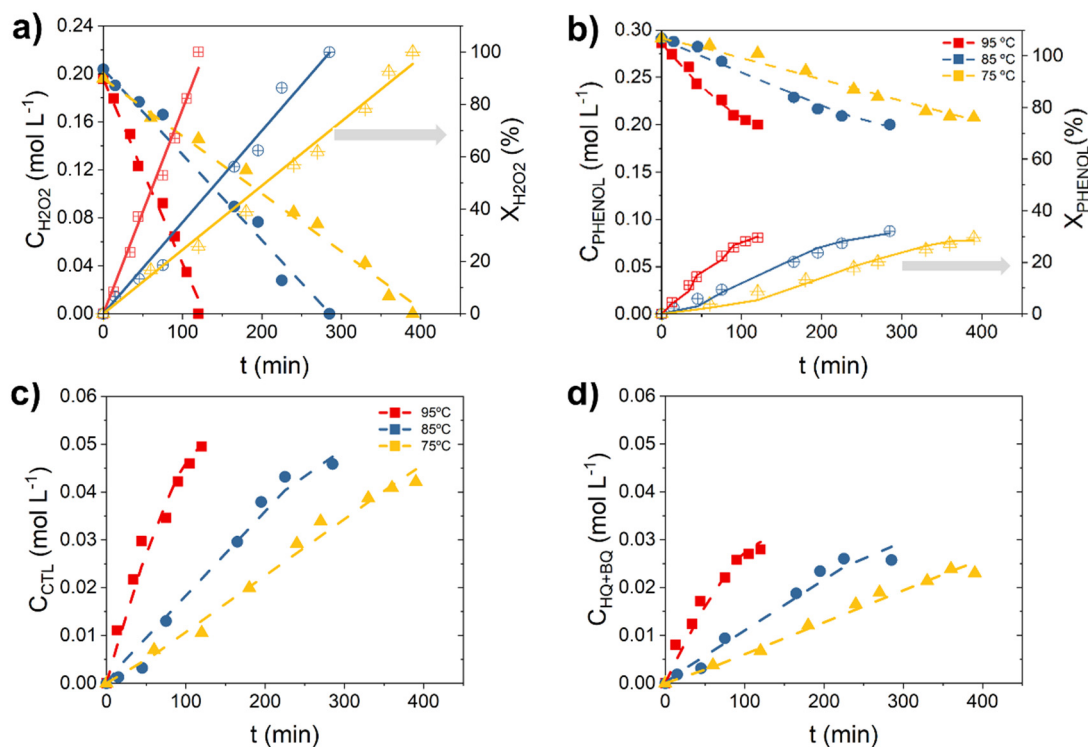 a)
0.24
0.20
0.16
0.12
0.08
0.04
0.00
C_H2O2 (mol L⁻¹)
100
80
60
40
20
0
X_H2O2 (%)
0 100 200 300 400
t (min)
b)
95 ºC
85 ºC
75 ºC
0.30
0.25
0.20
0.15
0.10
0.05
0.00
C_PHENOL (mol L⁻¹)
100
80
60
40
20
0
X_PHENOL (%)
0 100 200 300 400
t (min)
c)
95ºC
85ºC
75ºC
0.06
0.05
0.04
0.03
0.02
0.01
0.00
C_CTL (mol L⁻¹)
0 100 200 300 400
t (min)
d)
0.06
0.05
0.04
0.03
0.02
0.01
0.00
C_HQ+BQ (mol L⁻¹)
0 100 200 300 400
t (min)